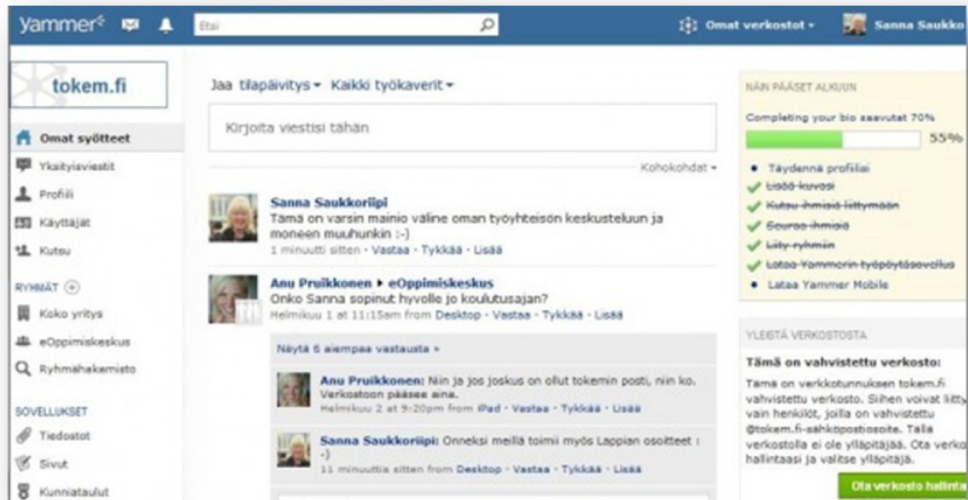 yammer
Etsi
Omat verkostot
Sanna Saukko
tokem.fi
Omat syötteet
Yksityisviestit
Profiili
Käyttäjät
Kutsu
RYHMÄT
Koko yritys
eOppimiskeskus
Ryhmähakemisto
SOVELLUKSET
Tiedostot
Sivut
Kunniataulut
Jaa tilapäivitys Kaikki työkaverit
Kirjoita viestisi tähän
Kohokohdat
Sanna Saukkoriipi
Tämä on varsin mainio väline oman työyhteisön keskusteluun ja
moneen muuhunkin :-)
1 minuutti sitten · Vastaa · Tykkää · Lisää
Anu Pruikkonen ▸ eOppimiskeskus
Onko Sanna sopinut hyvolle jo koulutusajan?
Helmikuu 1 at 11:15am from Desktop · Vastaa · Tykkää · Lisää
Näytä 6 aiempaa vastausta »
Anu Pruikkonen: Niin ja jos joskus on ollut tokemin posti, niin ko.
Verkostoon pääsee aina.
Helmikuu 2 at 9:20pm from iPad · Vastaa · Tykkää · Lisää
Sanna Saukkoriipi: Onneksi meillä toimii myös Lappian osoitteet :
-)
11 minuuttia sitten from Desktop · Vastaa · Tykkää · Lisää
NÄIN PÄÄSET ALKUUN
Completing your bio saavutat 70%
55%
Täydennä profiilisi
Lisää kuvasi
Kutsu ihmisiä liittymään
Seuraa ihmisiä
Liity ryhmiin
Lataa Yammerin työpöytäsovellus
Lataa Yammer Mobile
YLEISTÄ VERKOSTOSTA
Tämä on vahvistettu verkosto:
Tämä on verkkotunnuksen tokem.fi
vahvistettu verkosto. Siihen voivat liitty
vain henkilöt, joilla on vahvistettu
@tokem.fi-sähköpostiosoite. Tällä
verkostolla ei ole ylläpitäjää. Ota verko
hallintaasi ja valitse ylläpitäjä.
Ota verkosto hallinta